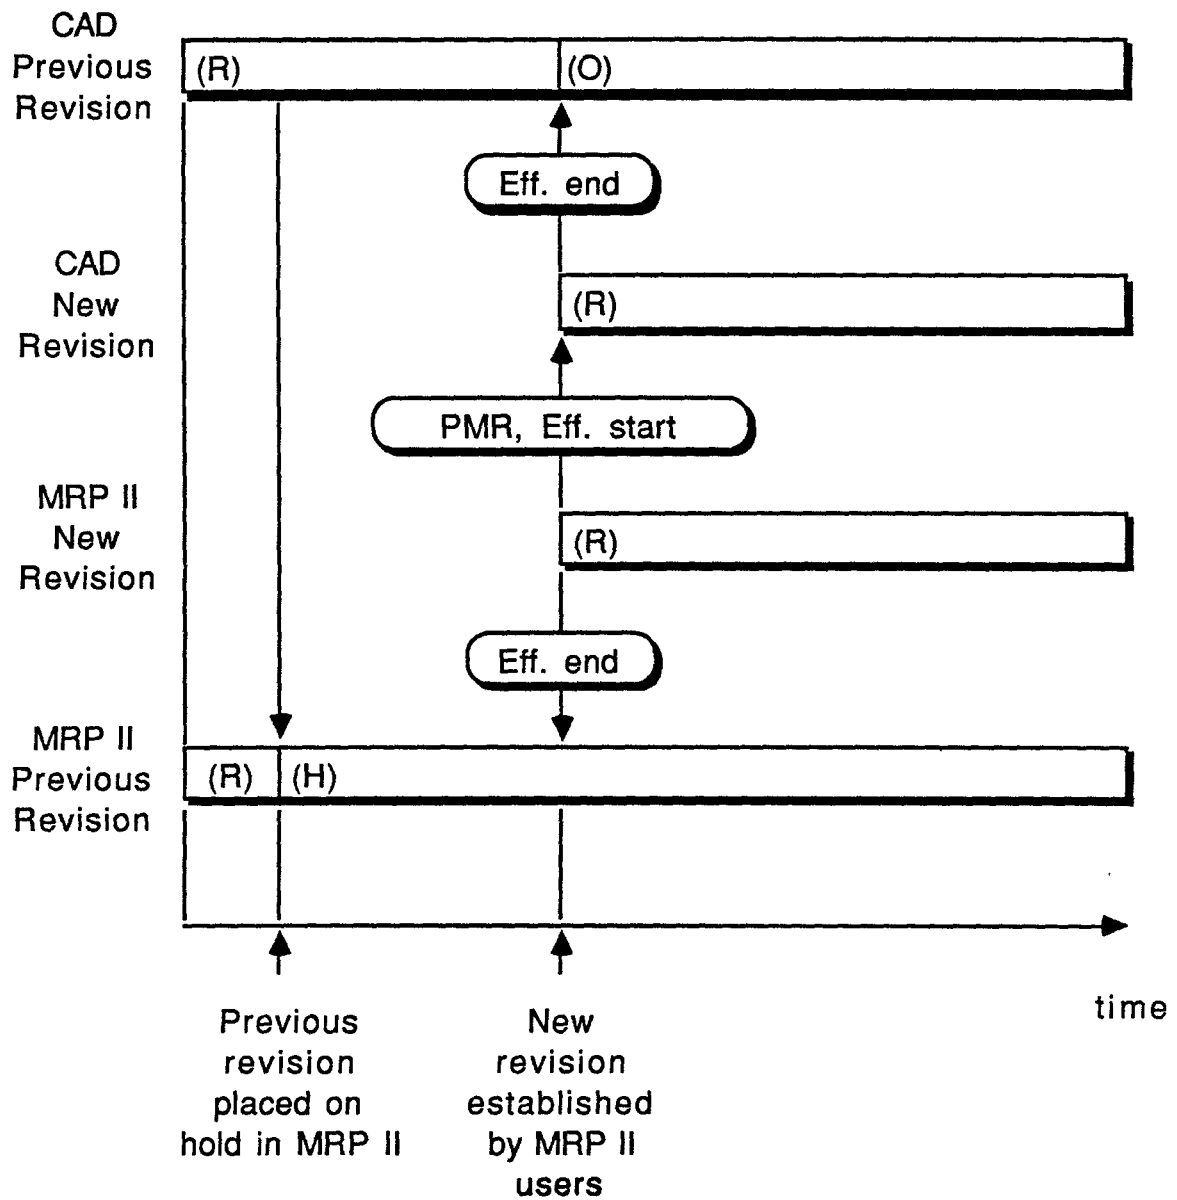 CAD
Previous
Revision
(R)
(O)
Eff. end
CAD
New
Revision
(R)
PMR, Eff. start
MRP II
New
Revision
(R)
Eff. end
MRP II
Previous
Revision
(R)
(H)
time
Previous
revision
placed on
hold in MRP II
New
revision
established
by MRP II
users